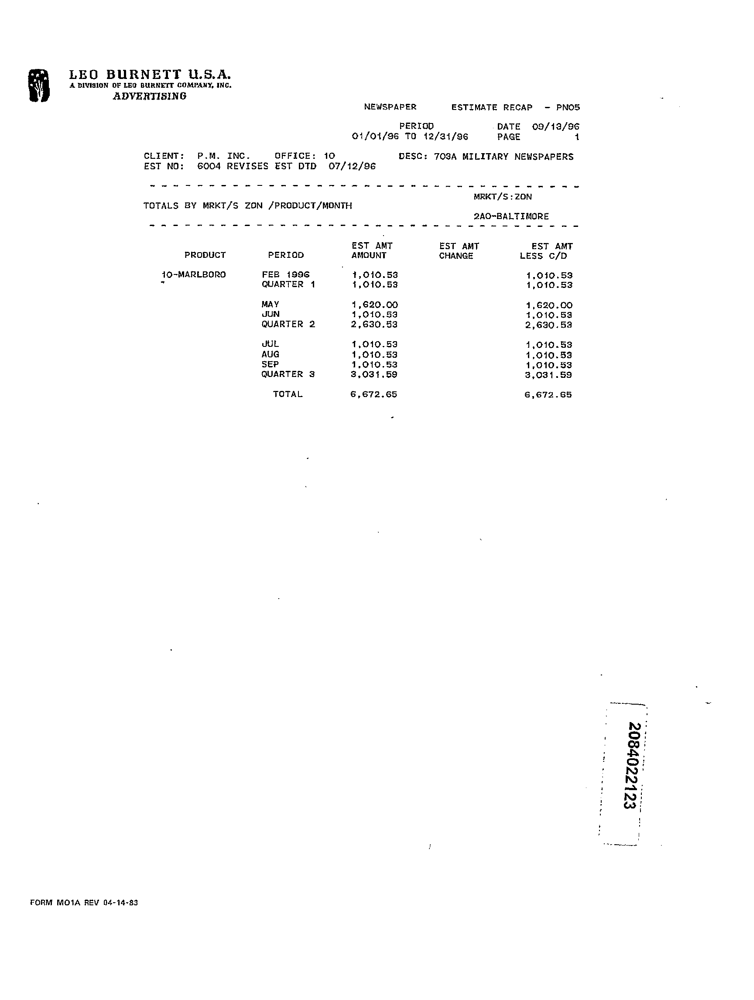 LEO BURNETT U.S.A.
A DIVISION OF LEO BURNETT COMPANY, INC.
ADVERTISING
NEWSPAPER ESTIMATE RECAP - PNO5
PERIOD DATE 09/13/96
01/01/96 TO 12/31/96 PAGE 1
CLIENT: P.M. INC. OFFICE: 10 DESC: 709A MILITARY NEWSPAPERS
EST NO: 6004 REVISES EST DTD 07/12/96
MRKT/S:ZON
TOTALS BY MRKT/S ZON /PRODUCT/MONTH
2AO-BALTIMORE
EST AMT EST AMT EST AMT
PRODUCT PERIOD AMOUNT CHANGE LESS C/D
10-MARLBORO FEB 1996 1,010.53 1,010.53
QUARTER 1 1,010.53 1,010.53
MAY 1,620.00 1,620.00
JUN 1,010.53 1,010.53
QUARTER 2 2,630.53 2,630.53
JUL 1,010.53 1,010.53
AUG 1,010.53 1,010.53
SEP 1,010.53 1,010.53
QUARTER 3 3,031.59 3,031.59
TOTAL 6,672.65 6,672.65
2084022123
FORM MO1A REV 04-14-83